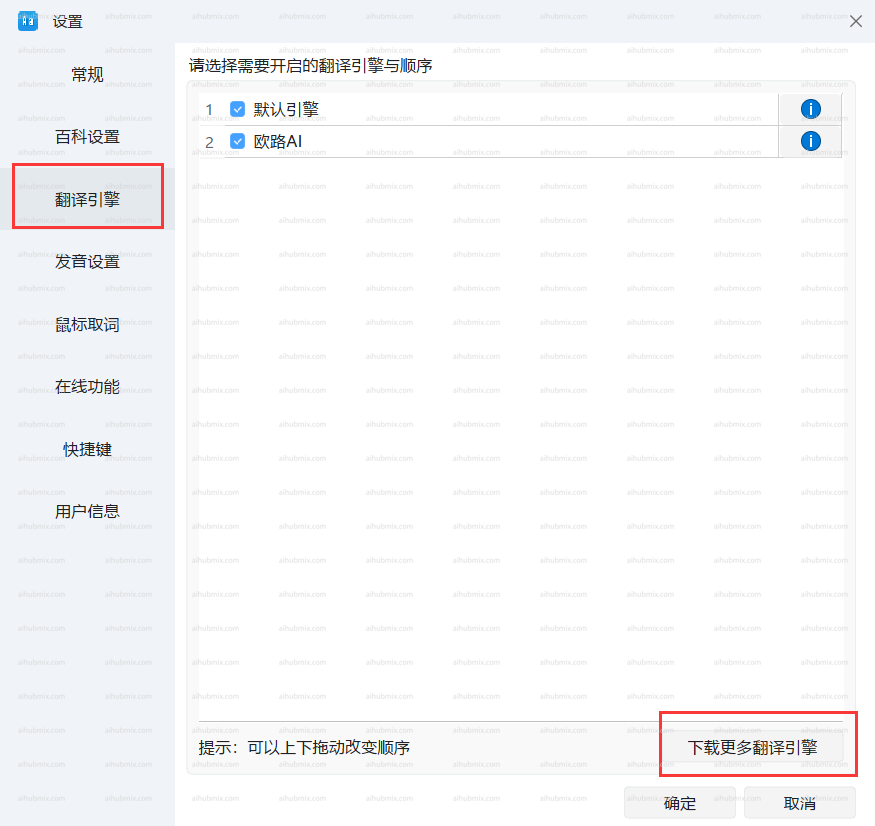 设置
常规
百科设置
翻译引擎
发音设置
鼠标取词
在线功能
快捷键
用户信息
请选择需要开启的翻译引擎与顺序
1 默认引擎
2 欧路AI
提示：可以上下拖动改变顺序
下载更多翻译引擎
确定
取消
aihubmix.com